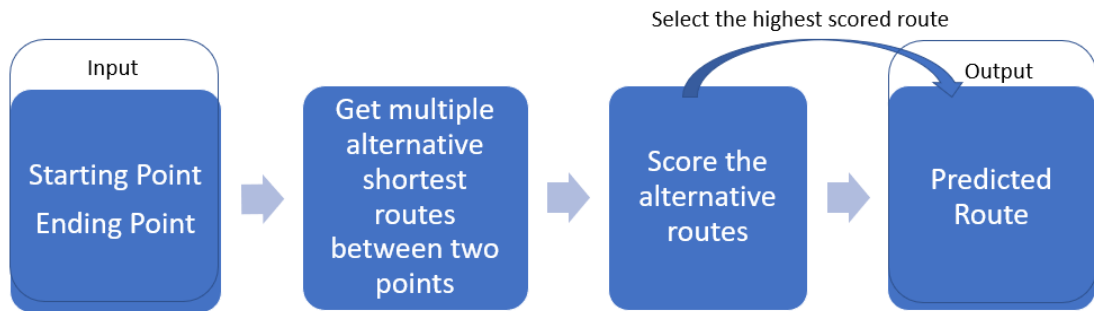 Select the highest scored route
Input
Output
Starting Point
Ending Point
Get multiple
alternative
shortest
routes
between two
points
Score the
alternative
routes
Predicted
Route